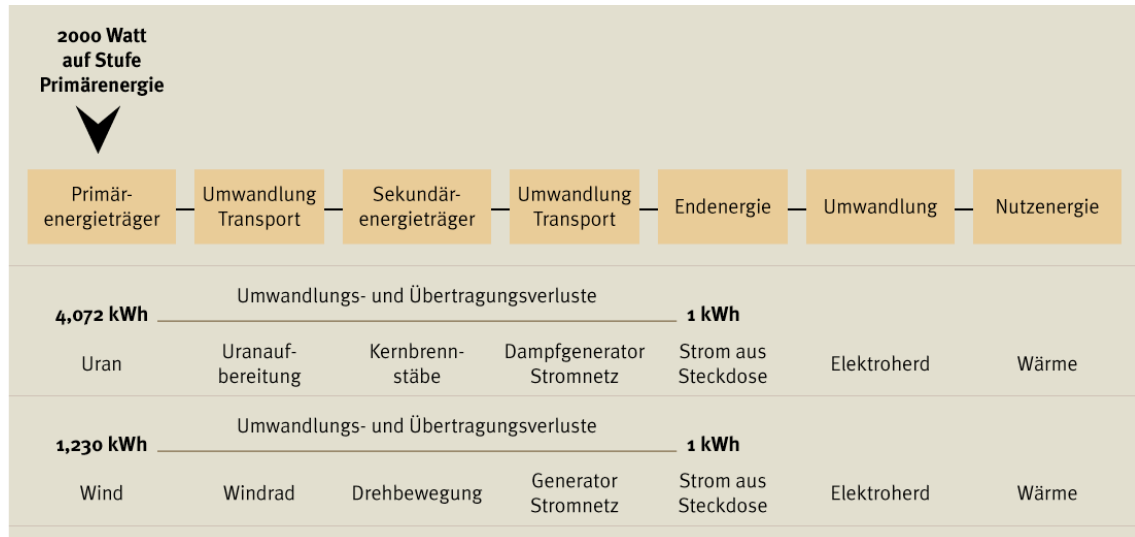 2000 Watt
auf Stufe
Primärenergie
Primär-
energieträger
Umwandlung
Transport
Sekundär-
energieträger
Umwandlung
Transport
Endenergie
Umwandlung
Nutzenergie
Umwandlungs- und Übertragungsverluste
4,072 kWh
1 kWh
Uran
Uranauf-
bereitung
Kernbrenn-
stäbe
Dampfgenerator
Stromnetz
Strom aus
Steckdose
Elektroherd
Wärme
Umwandlungs- und Übertragungsverluste
1,230 kWh
1 kWh
Wind
Windrad
Drehbewegung
Generator
Stromnetz
Strom aus
Steckdose
Elektroherd
Wärme